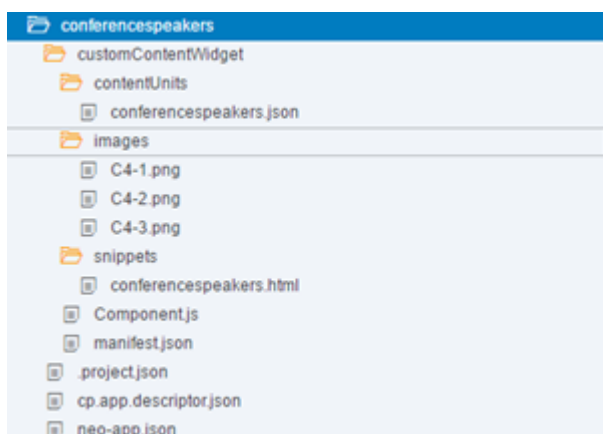 conferencespeakers
customContentWidget
contentUnits
conferencespeakers.json
images
C4-1.png
C4-2.png
C4-3.png
snippets
conferencespeakers.html
Component.js
manifest.json
.project.json
cp.app.descriptor.json
neo-app.json